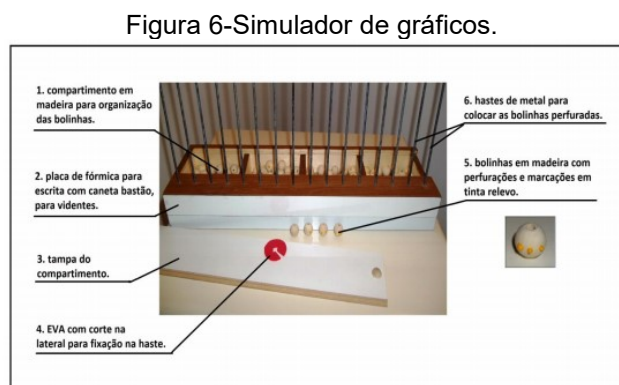 Figura 6-Simulador de gráficos.
1. compartimento em
madeira para organização
das bolinhas.
2. placa de fórmica para
escrita com caneta bastão,
para videntes.
3. tampa do
compartimento.
4. EVA com corte na
lateral para fixação na haste.
6. hastes de metal para
colocar as bolinhas perfuradas.
5. bolinhas em madeira com
perfurações e marcações em
tinta relevo.